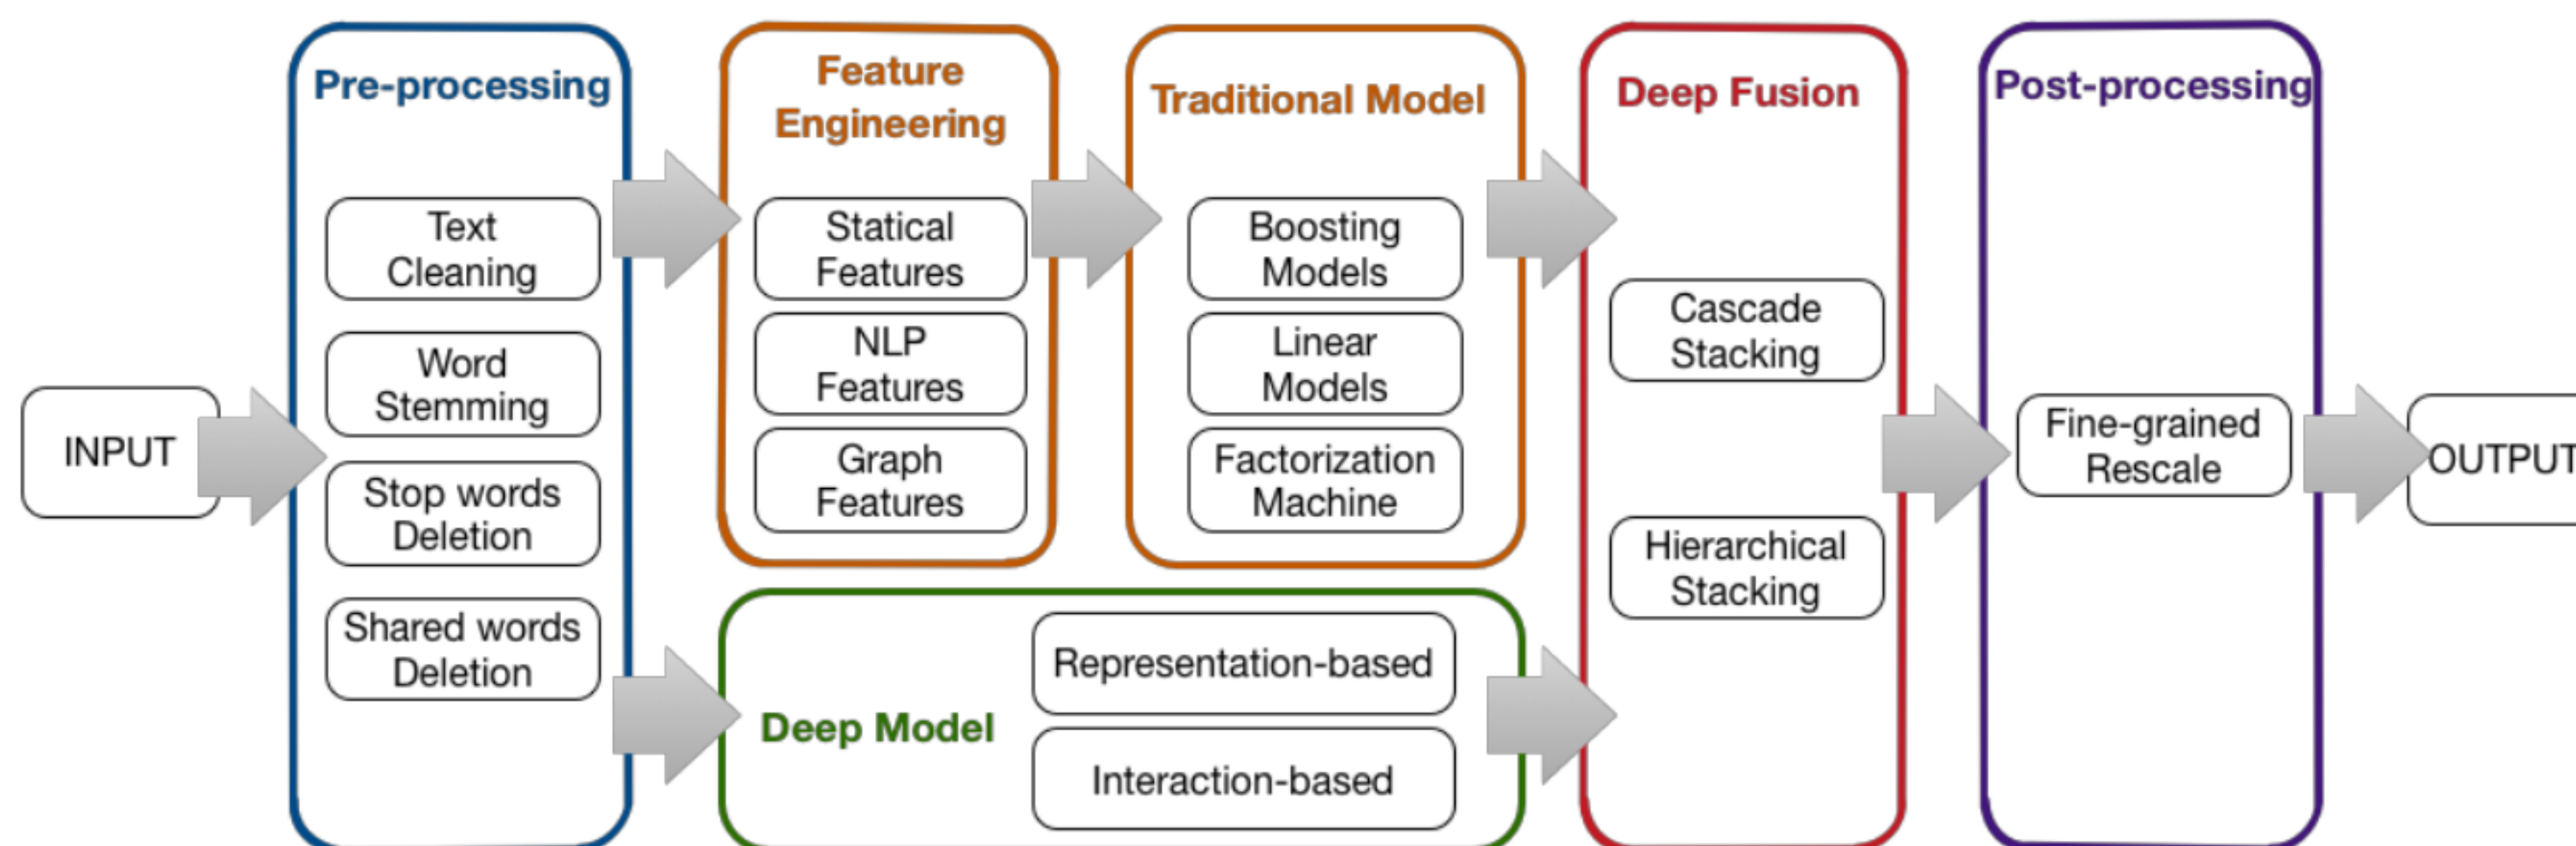 INPUT
Pre-processing
Text
Cleaning
Word
Stemming
Stop words
Deletion
Shared words
Deletion
Feature
Engineering
Statical
Features
NLP
Features
Graph
Features
Traditional Model
Boosting
Models
Linear
Models
Factorization
Machine
Deep Model
Representation-based
Interaction-based
Deep Fusion
Cascade
Stacking
Hierarchical
Stacking
Post-processing
Fine-grained
Rescale
OUTPUT